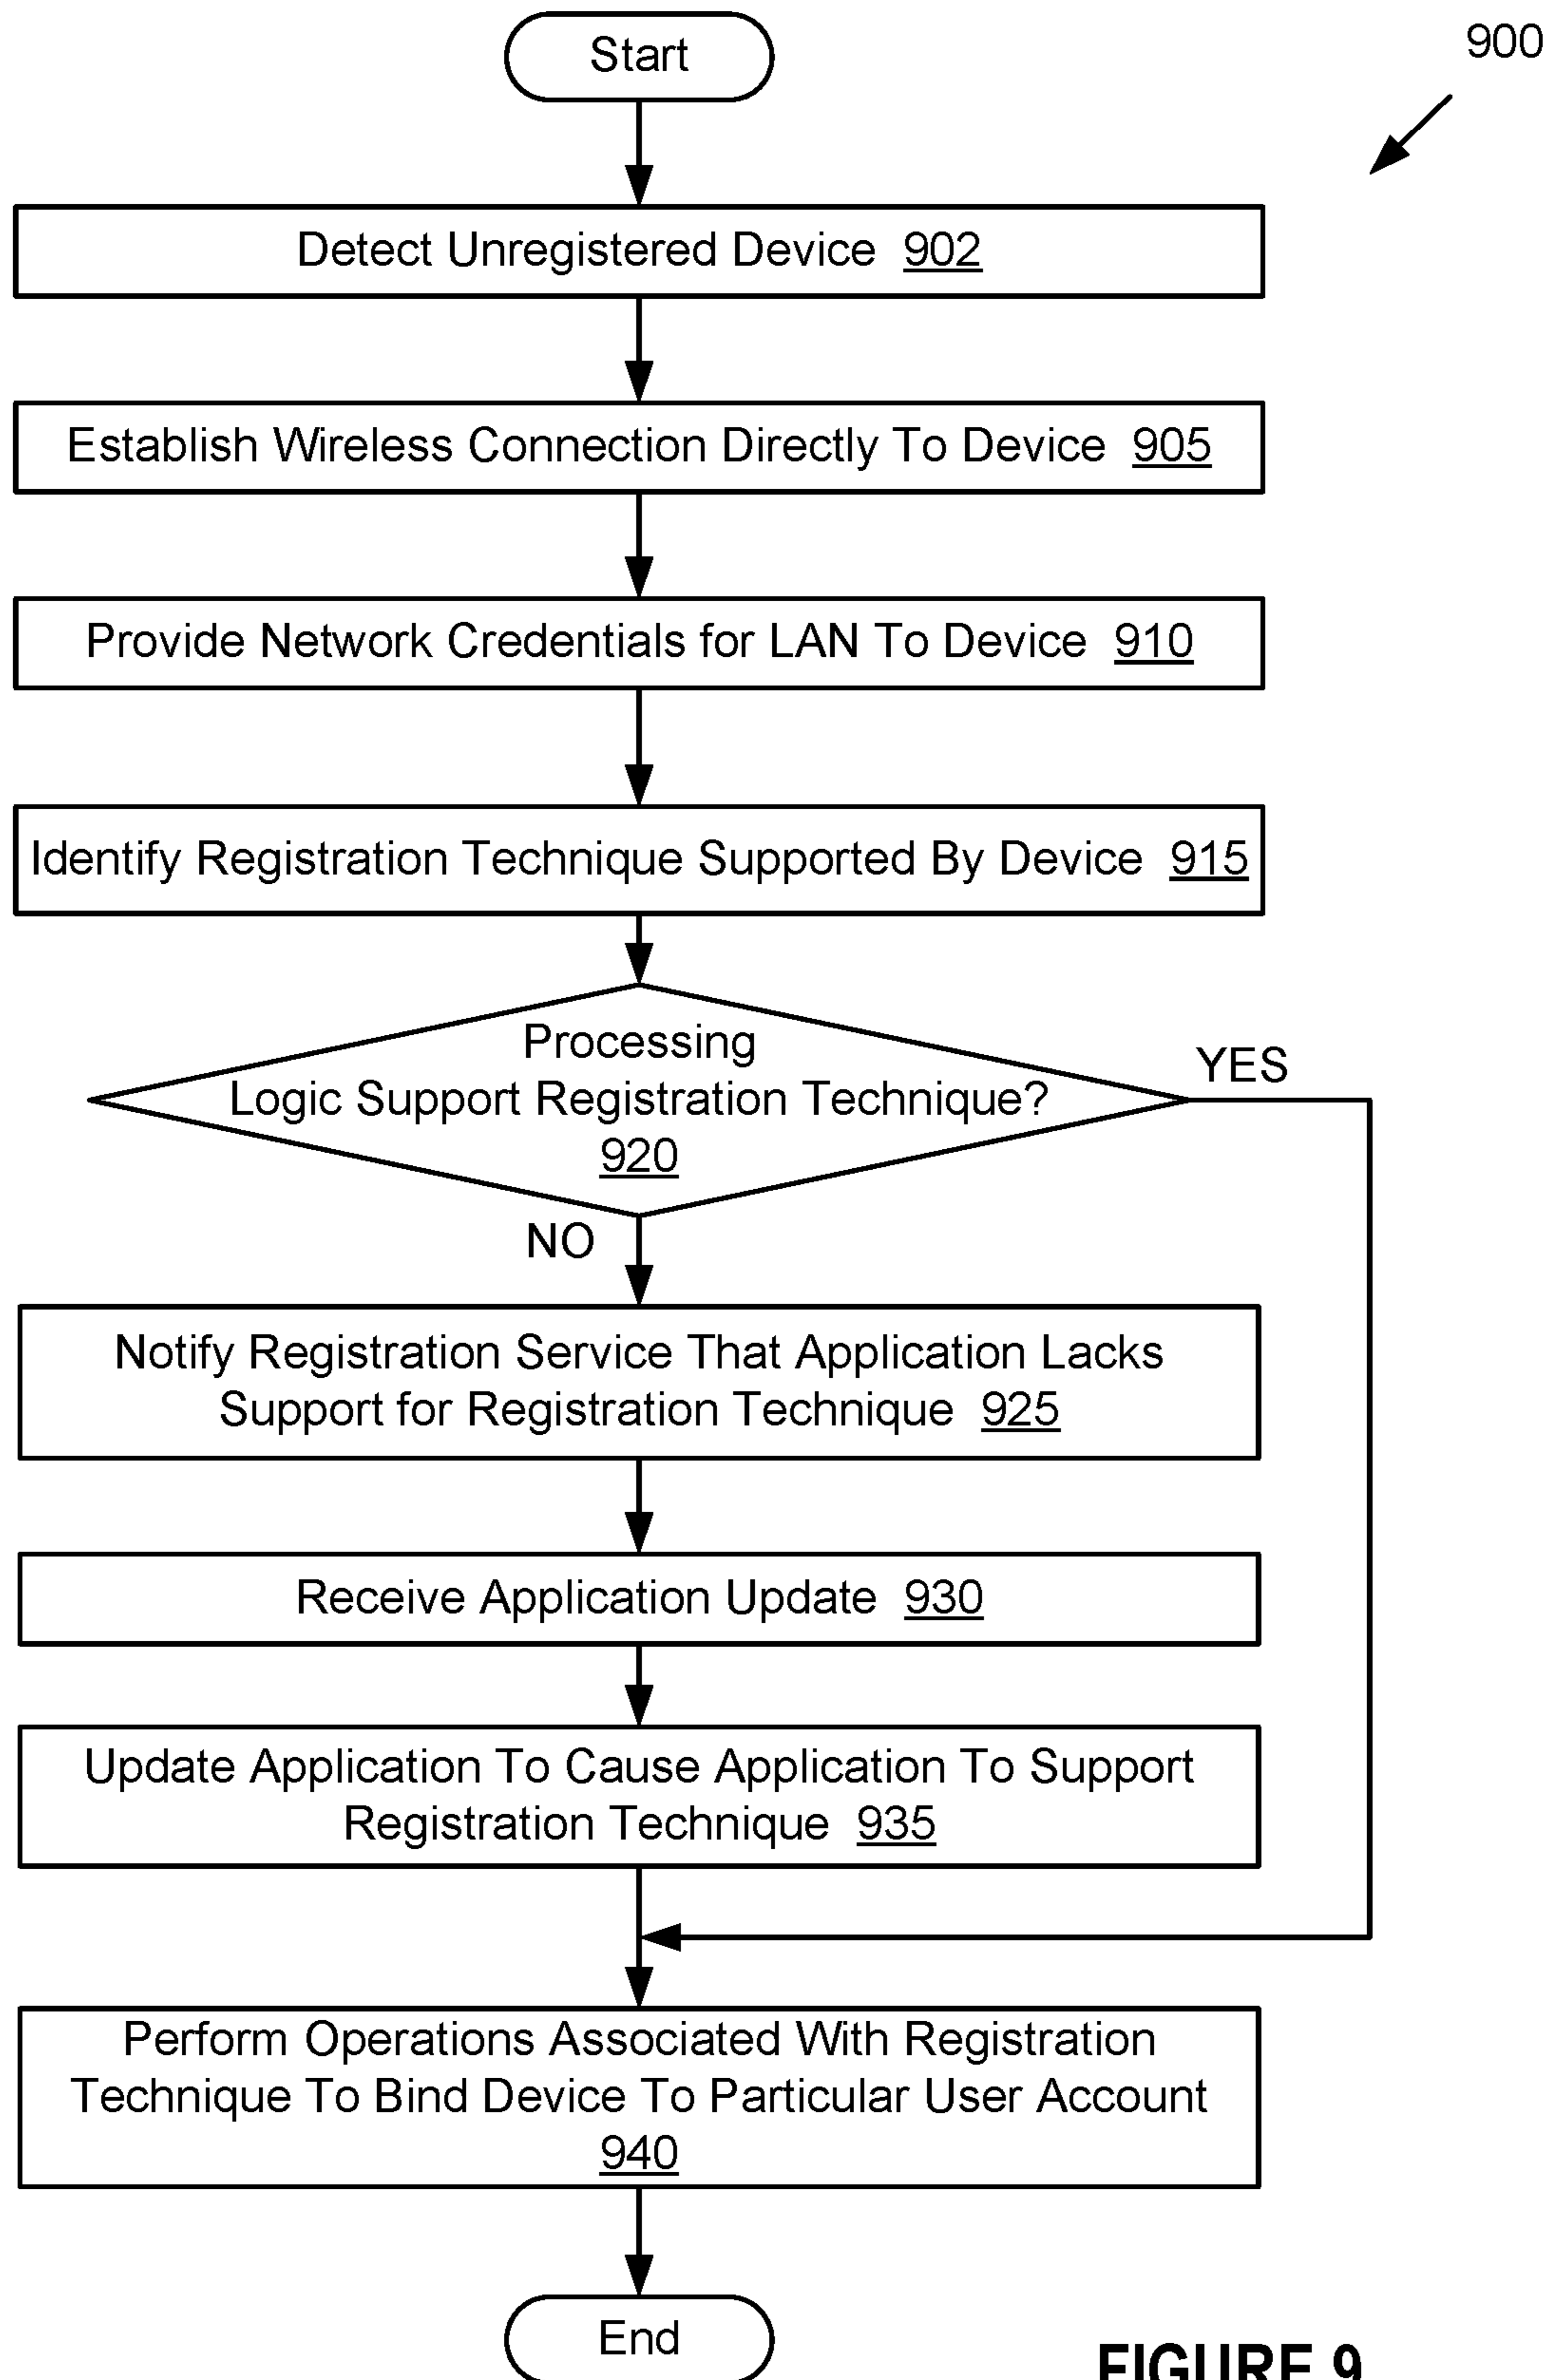 Start
900
Detect Unregistered Device 902
Establish Wireless Connection Directly To Device 905
Provide Network Credentials for LAN To Device 910
Identify Registration Technique Supported By Device 915
Processing
Logic Support Registration Technique?
920
YES
NO
Notify Registration Service That Application Lacks
Support for Registration Technique 925
Receive Application Update 930
Update Application To Cause Application To Support
Registration Technique 935
Perform Operations Associated With Registration
Technique To Bind Device To Particular User Account
940
End
FIGURE 9